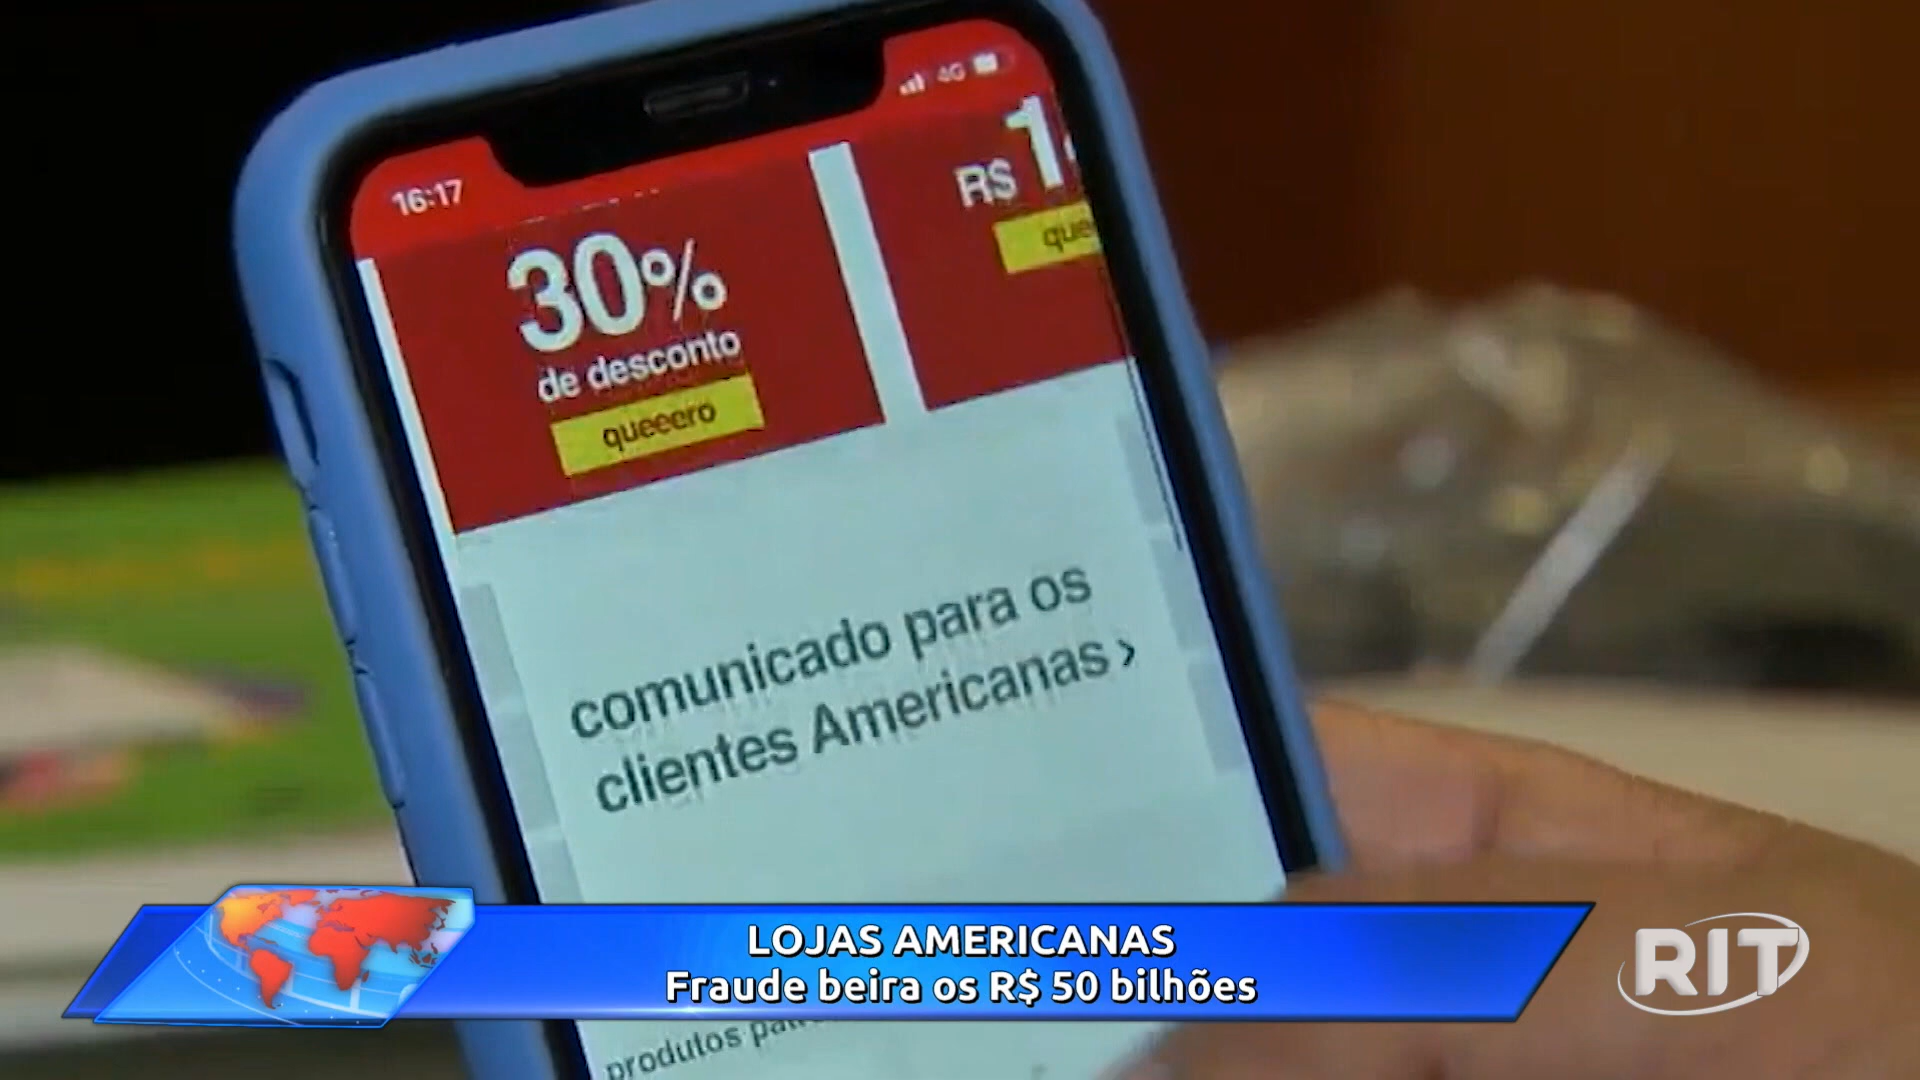 16:17
4G
30%
de desconto
queeero
R$ 1
comunicado para os
clientes Americanas ›
LOJAS AMERICANAS
Fraude beira os R$ 50 bilhões
RIT
produtos